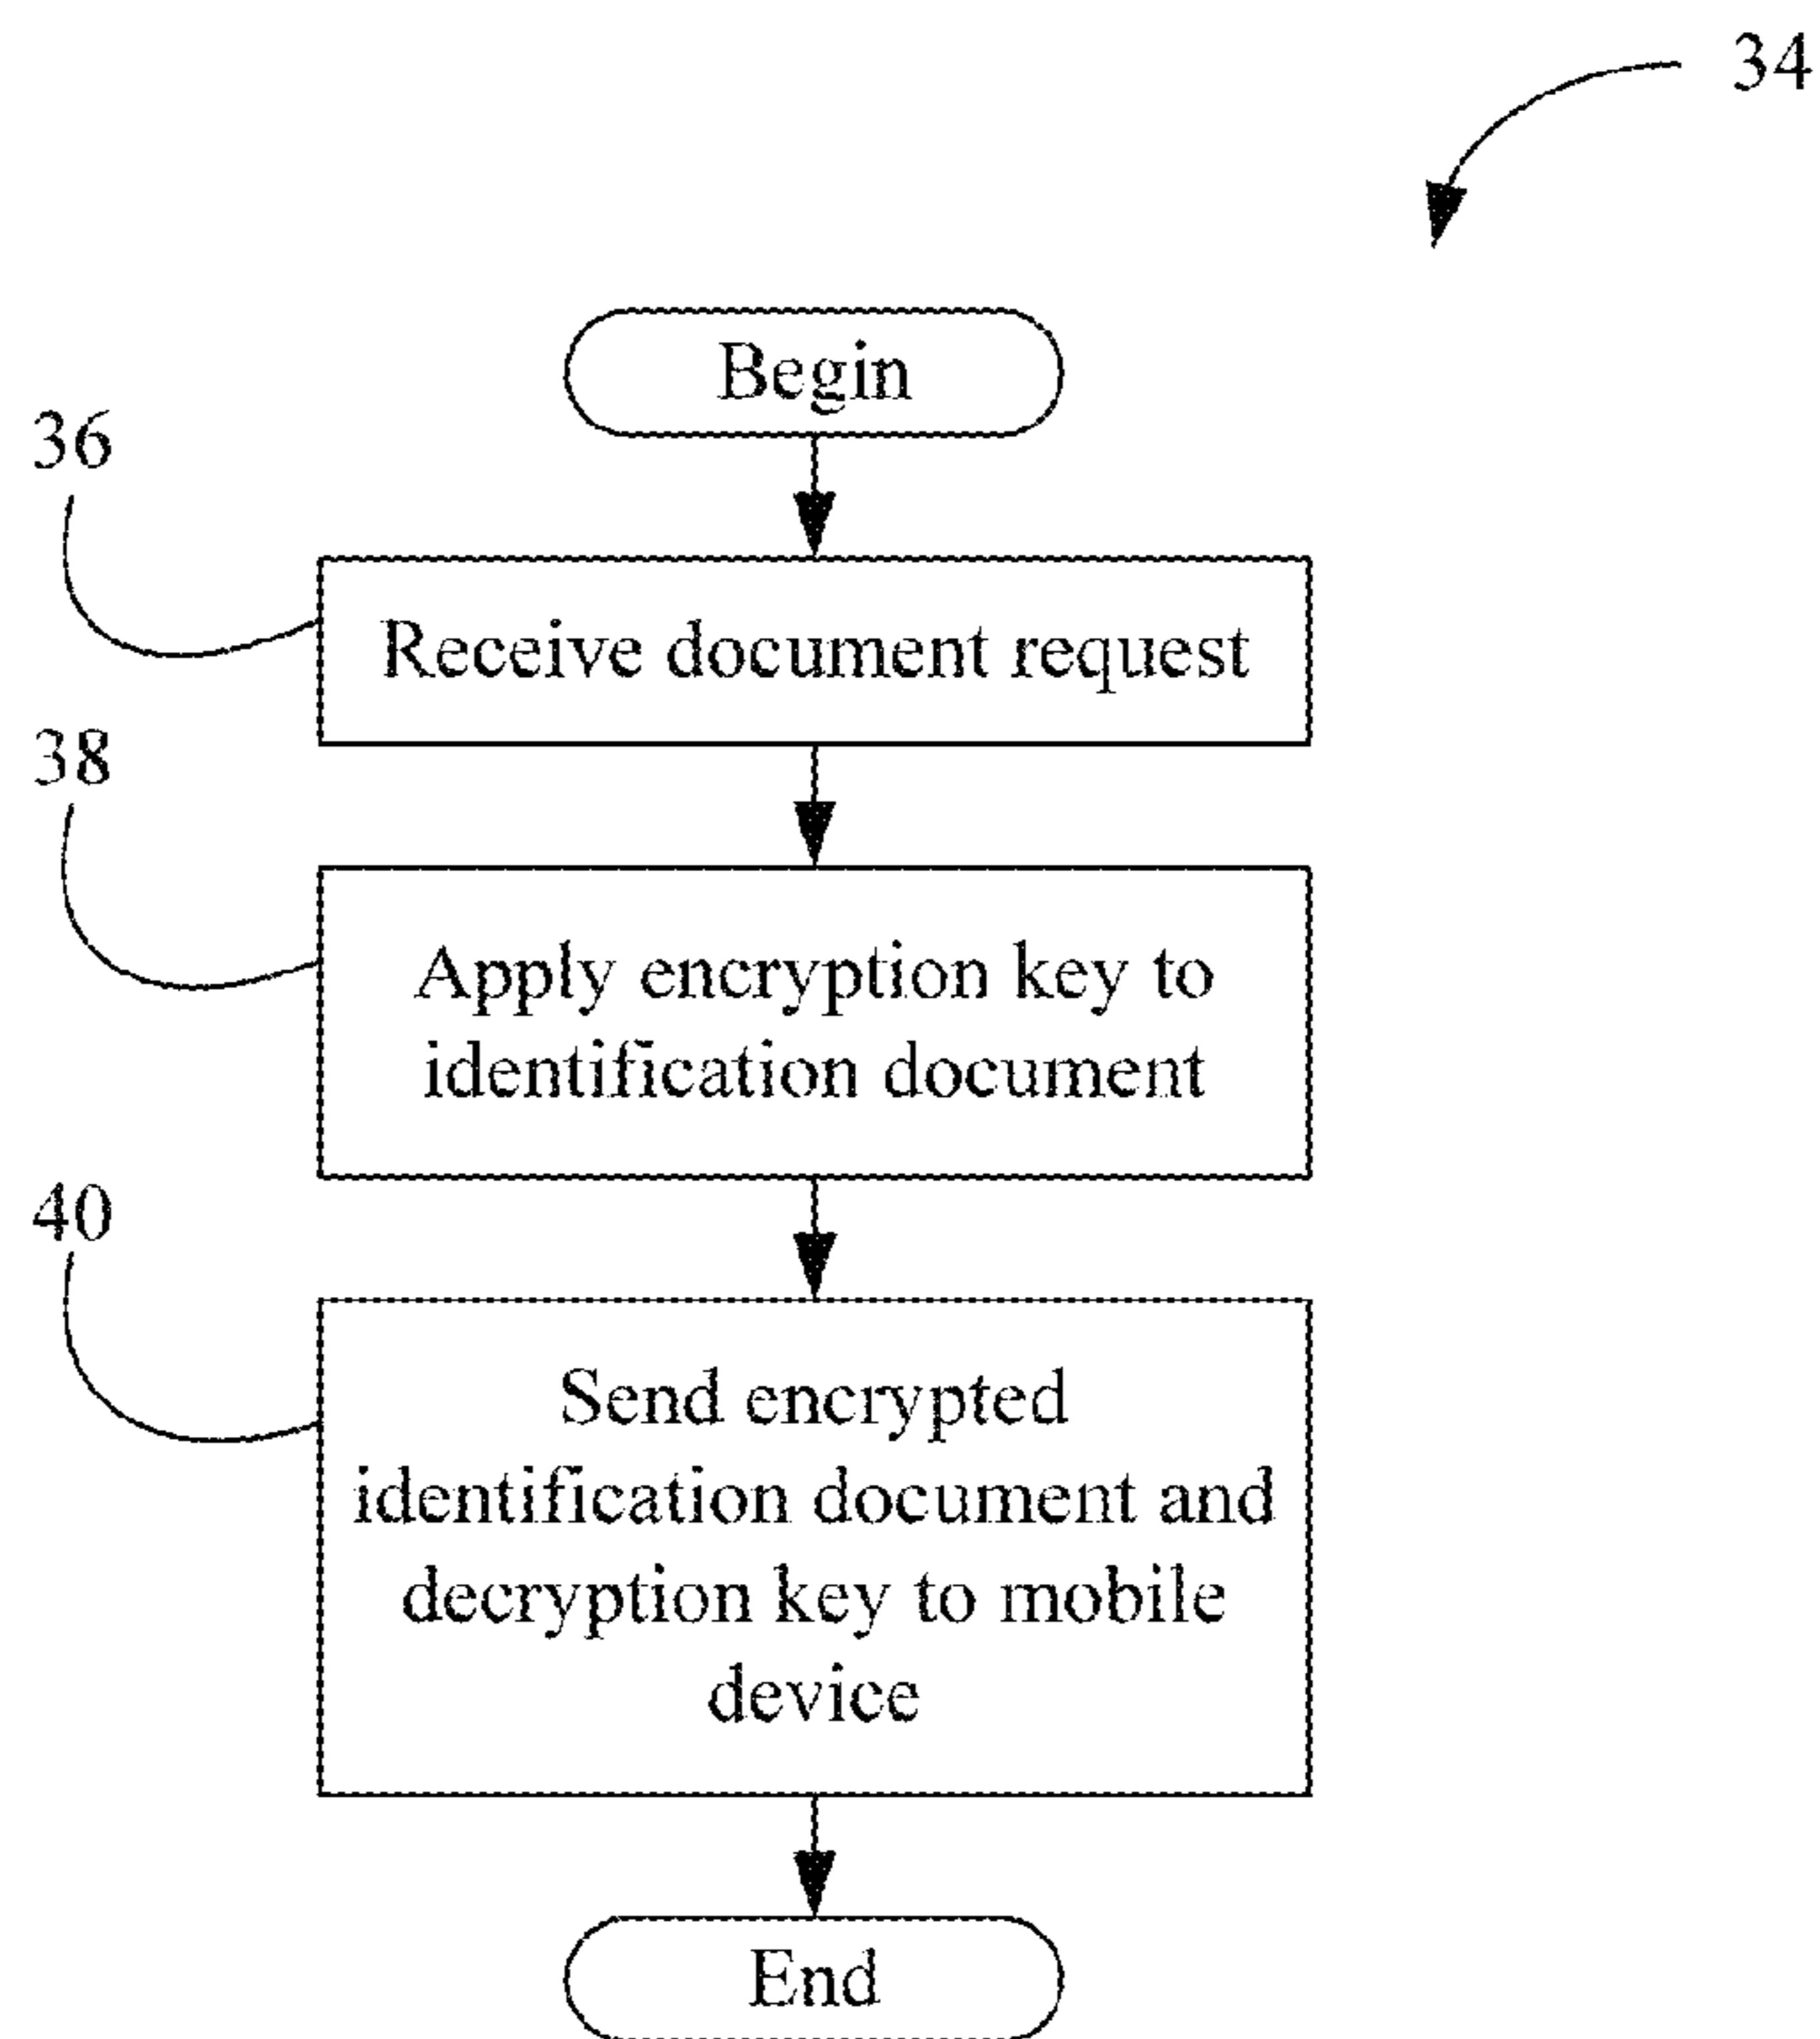 34
Begin
36
Receive document request
38
Apply encryption key to
identification document
40
Send encrypted
identification document and
decryption key to mobile
device
End